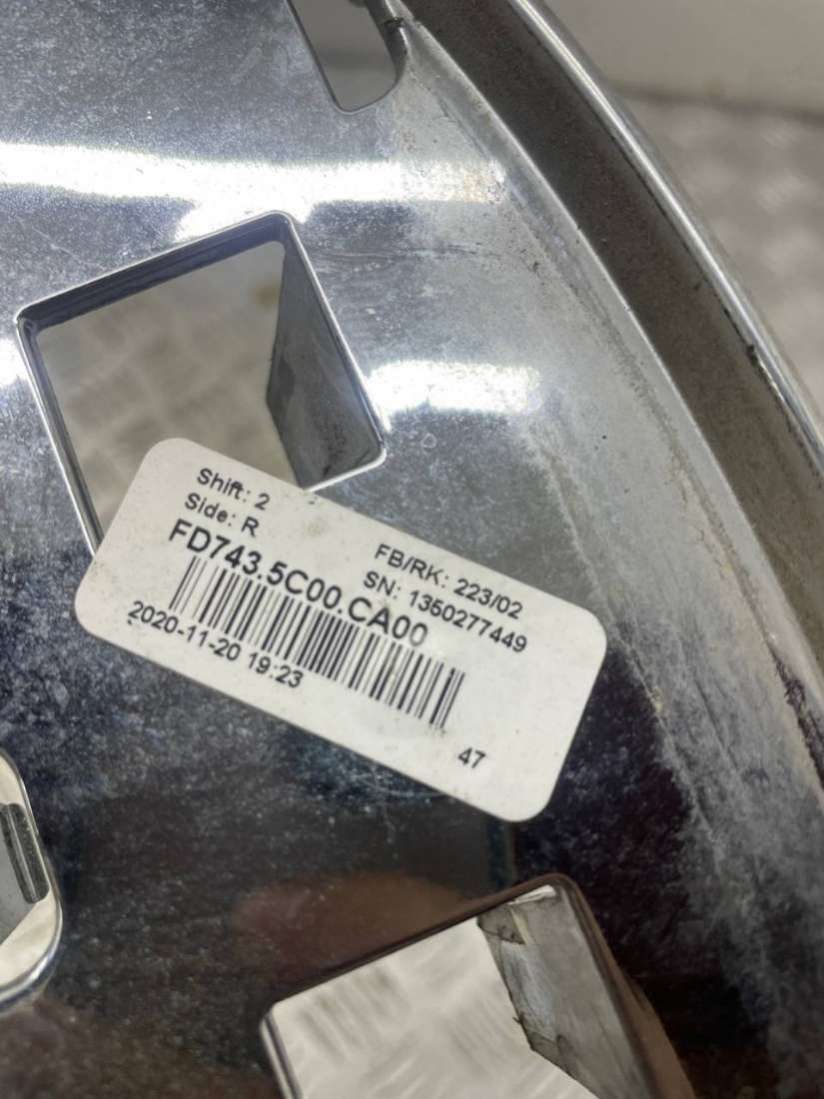 Shift: 2
Side: R
FB/RK: 223/02
SN: 1350277449
FD743.5C00.CA00
2020-11-20 19:23
47